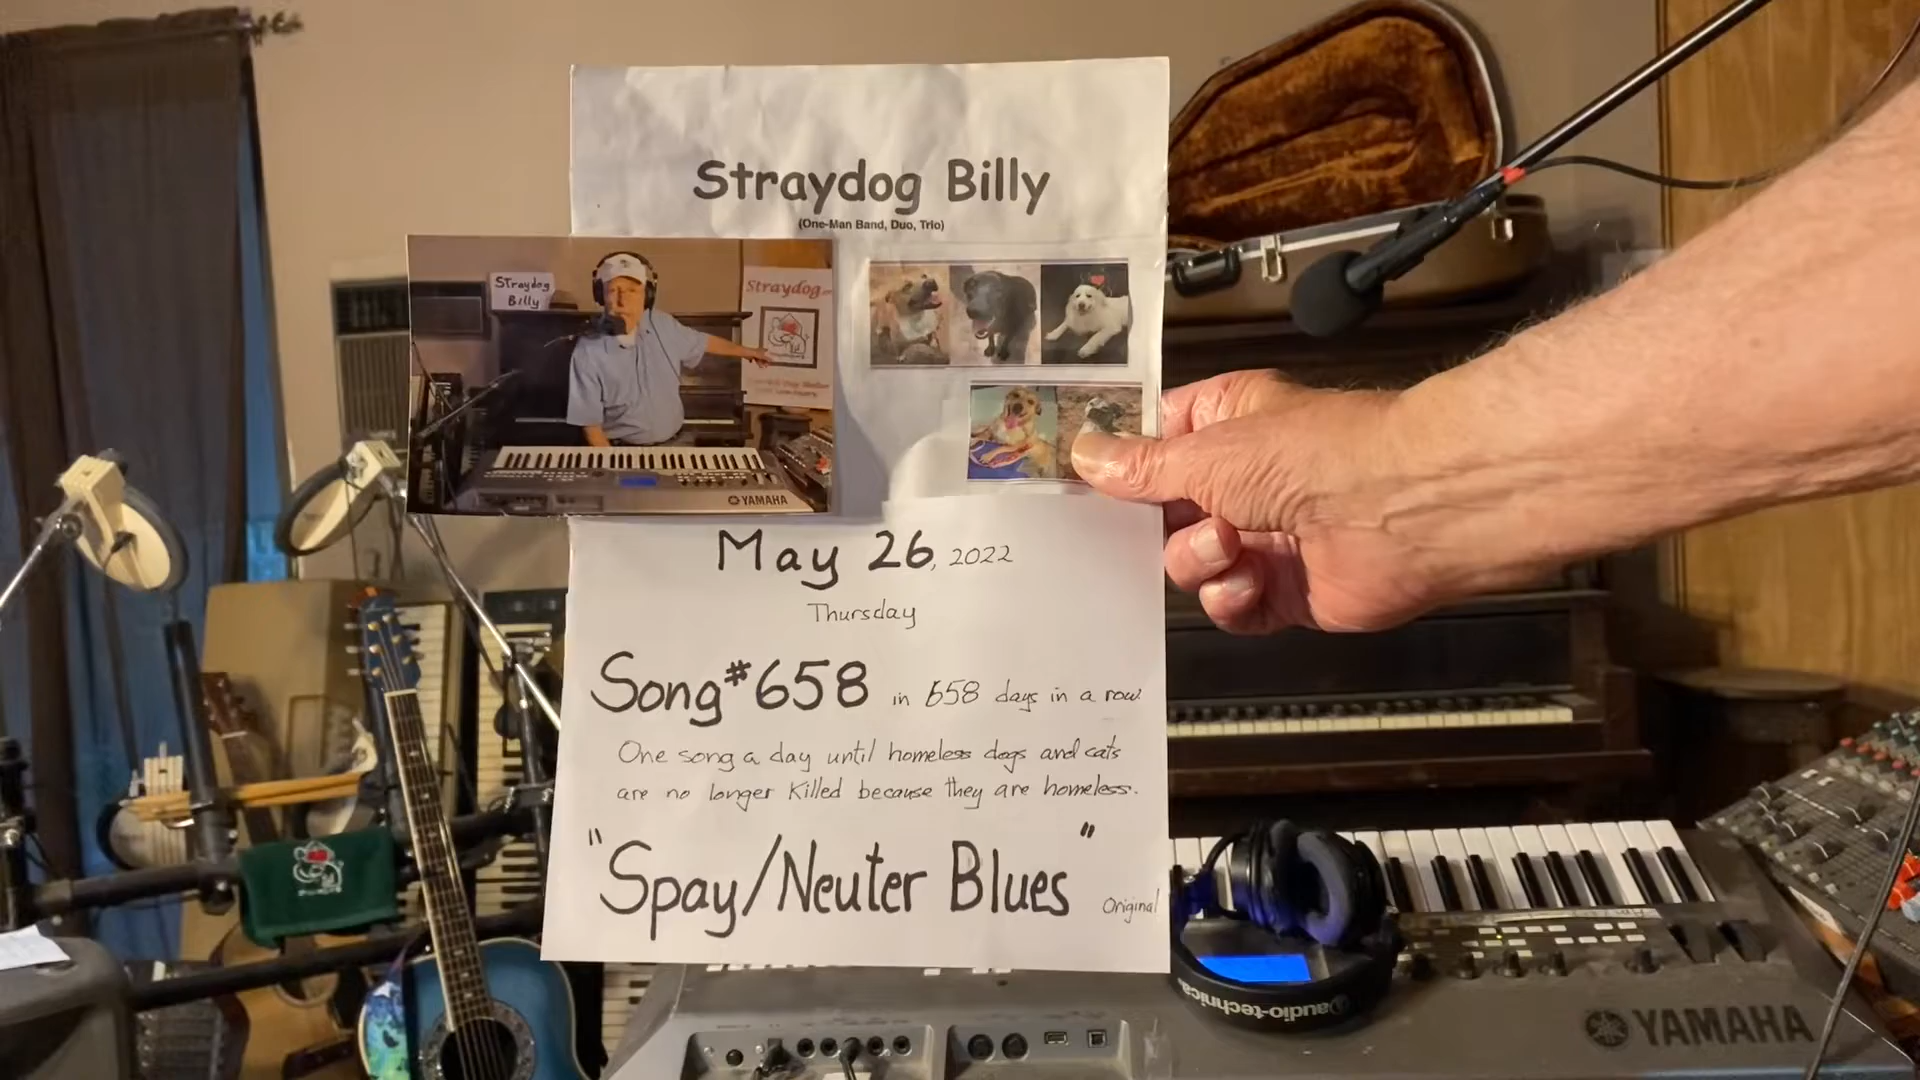 Straydog Billy
(One-Man Band, Duo, Trio)
Straydog
Billy
Straydog
YAMAHA
May 26, 2022
Thursday
Song #658 in 658 days in a row.
One song a day until homeless dogs and cats
are no longer killed because they are homeless.
"Spay/Neuter Blues" Original
audio-technica
YAMAHA